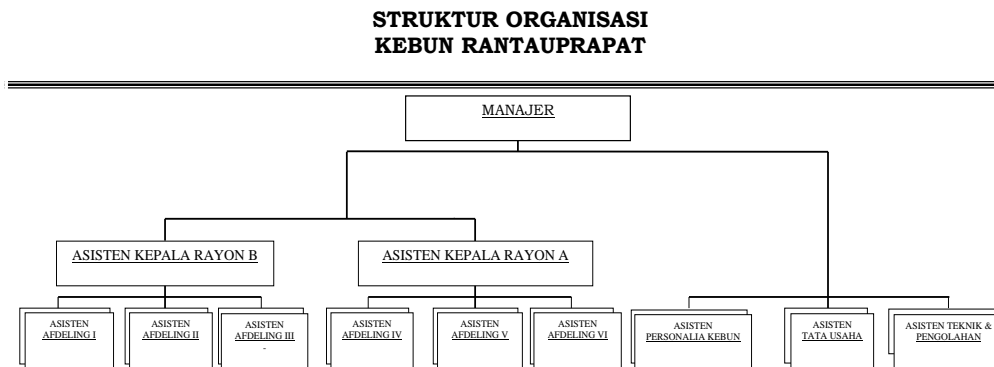 STRUKTUR ORGANISASI
KEBUN RANTAUPRAPAT
MANAJER
ASISTEN KEPALA RAYON B
ASISTEN KEPALA RAYON A
ASISTEN
AFDELING I
ASISTEN
AFDELING II
ASISTEN
AFDELING III
-
ASISTEN
AFDELING IV
ASISTEN
AFDELING V
ASISTEN
AFDELING VI
ASISTEN
PERSONALIA KEBUN
ASISTEN
TATA USAHA
ASISTEN TEKNIK &
PENGOLAHAN